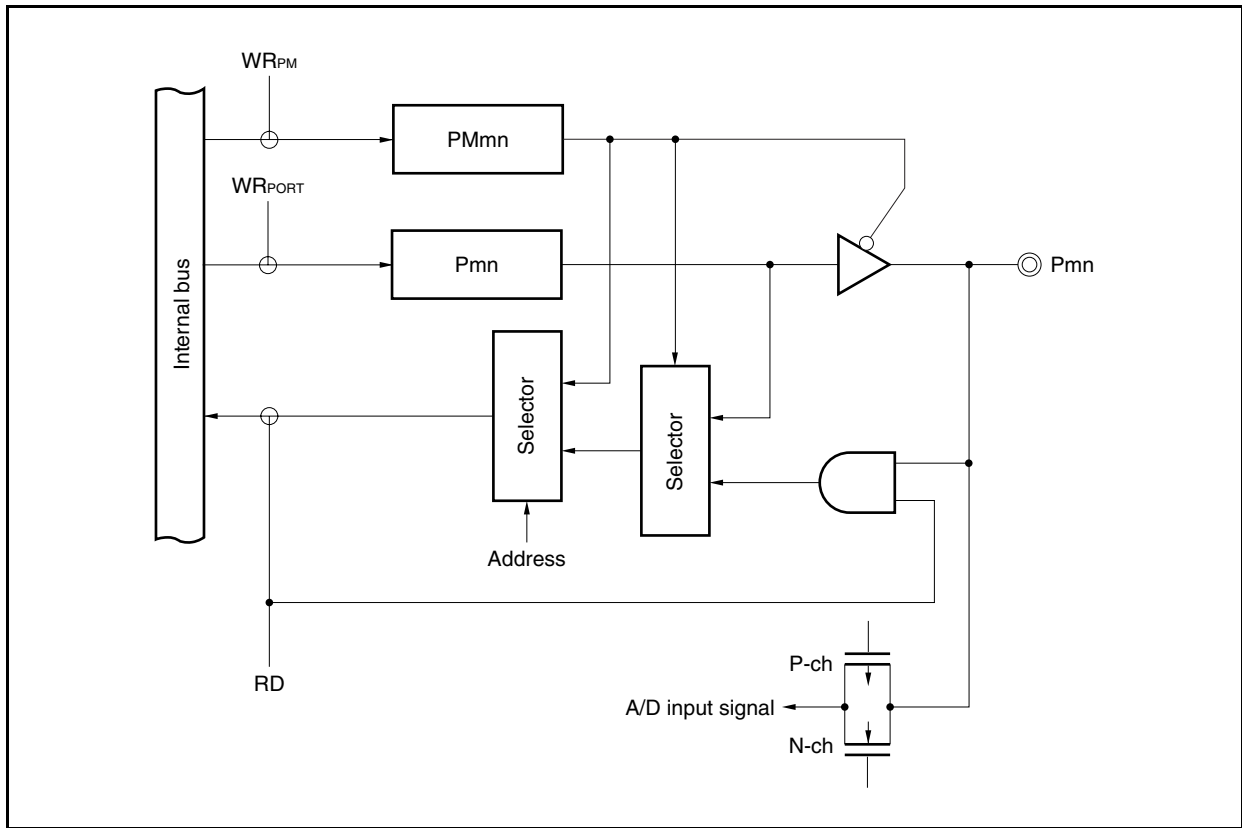 WRPM
PMmn
WRPORT
Pmn
Pmn
Internal bus
Selector
Selector
Address
RD
P-ch
A/D input signal
N-ch